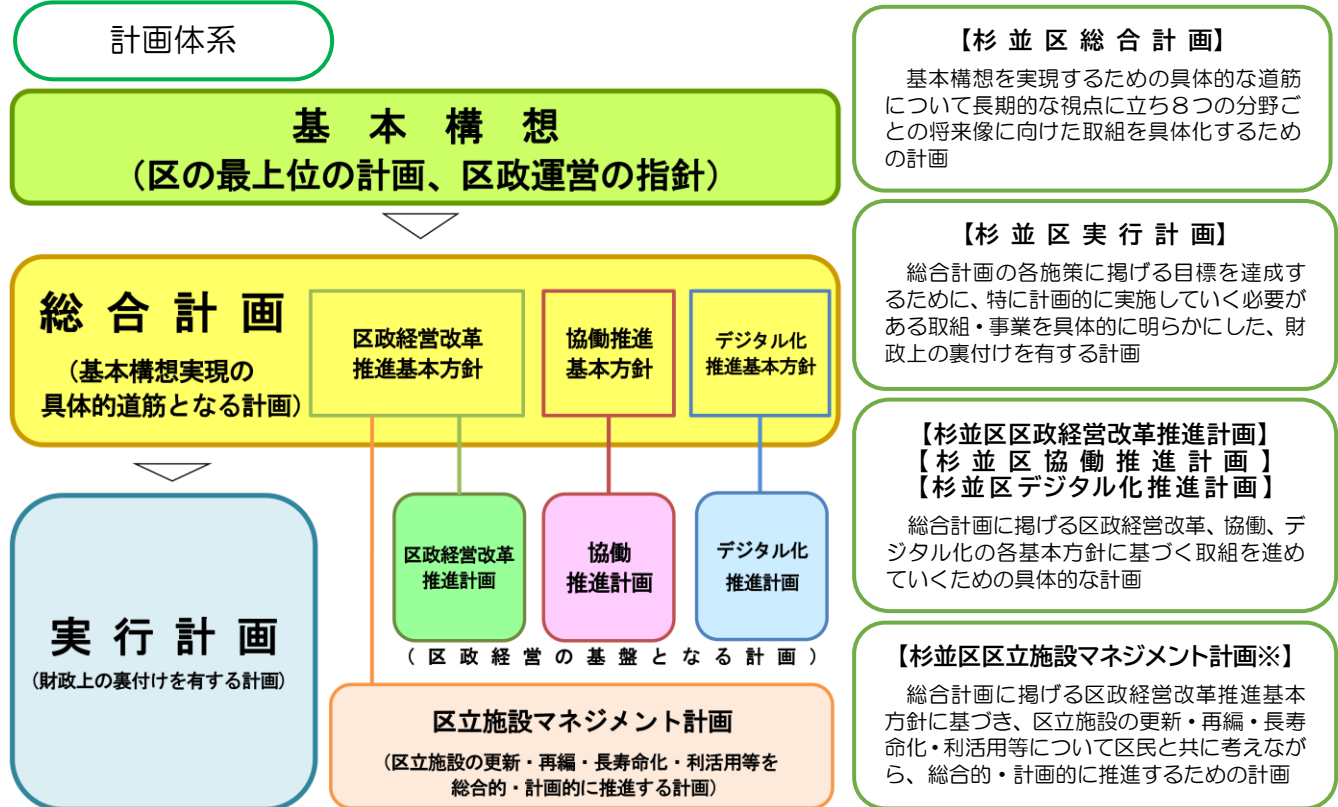 計画体系
基本構想
(区の最上位の計画、区政運営の指針)
総合計画
(基本構想実現の
具体的道筋となる計画)
区政経営改革
推進基本方針
協働推進
基本方針
デジタル化
推進基本方針
区政経営改革
推進計画
協働
推進計画
デジタル化
推進計画
(区政経営の基盤となる計画)
実行計画
(財政上の裏付けを有する計画)
区立施設マネジメント計画
(区立施設の更新・再編・長寿命化・利活用等を
総合的・計画的に推進する計画)
【杉並区総合計画】
基本構想を実現するための具体的な道筋
について長期的な視点に立ち8つの分野ご
との将来像に向けた取組を具体化するため
の計画
【杉並区実行計画】
総合計画の各施策に掲げる目標を達成す
るために、特に計画的に実施していく必要が
ある取組・事業を具体的に明らかにした、財
政上の裏付けを有する計画
【杉並区区政経営改革推進計画】
【杉並区協働推進計画】
【杉並区デジタル化推進計画】
総合計画に掲げる区政経営改革、協働、デ
ジタル化の各基本方針に基づく取組を進め
ていくための具体的な計画
【杉並区区立施設マネジメント計画※】
総合計画に掲げる区政経営改革推進基本
方針に基づき、区立施設の更新・再編・長寿
命化・利活用等について区民と共に考えなが
ら、総合的・計画的に推進するための計画